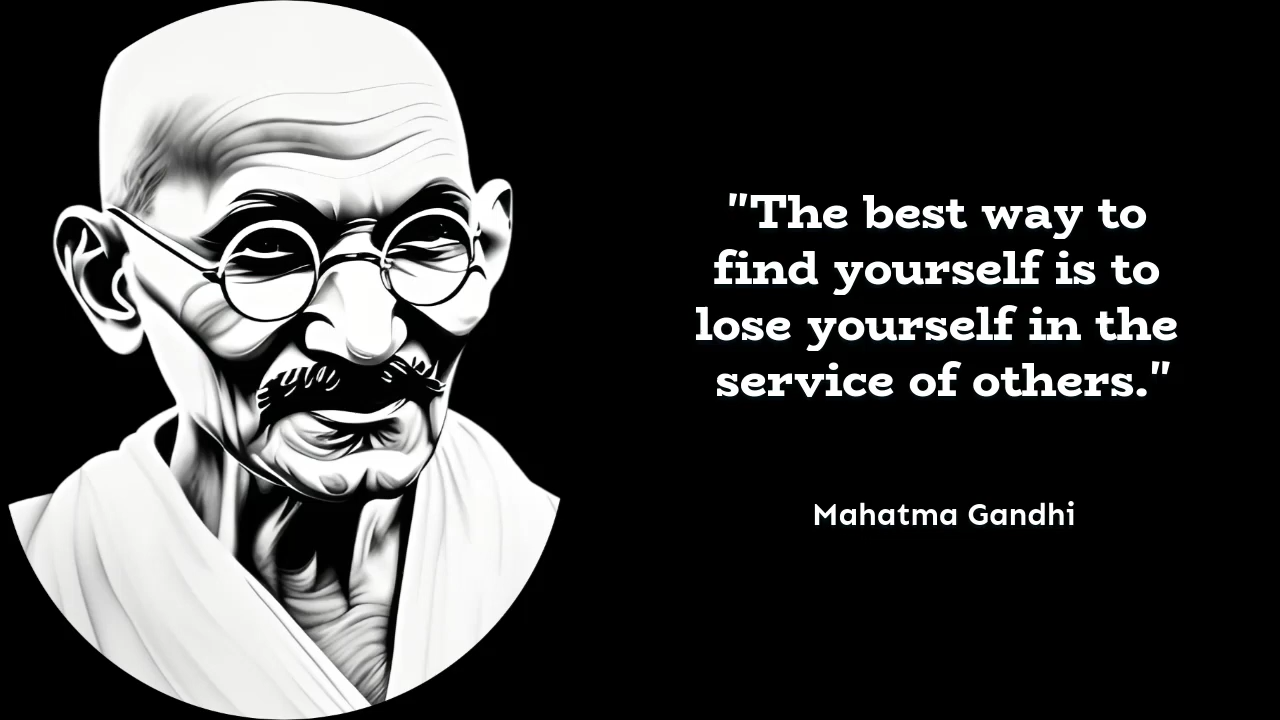 "The best way to
find yourself is to
lose yourself in the
service of others."
Mahatma Gandhi